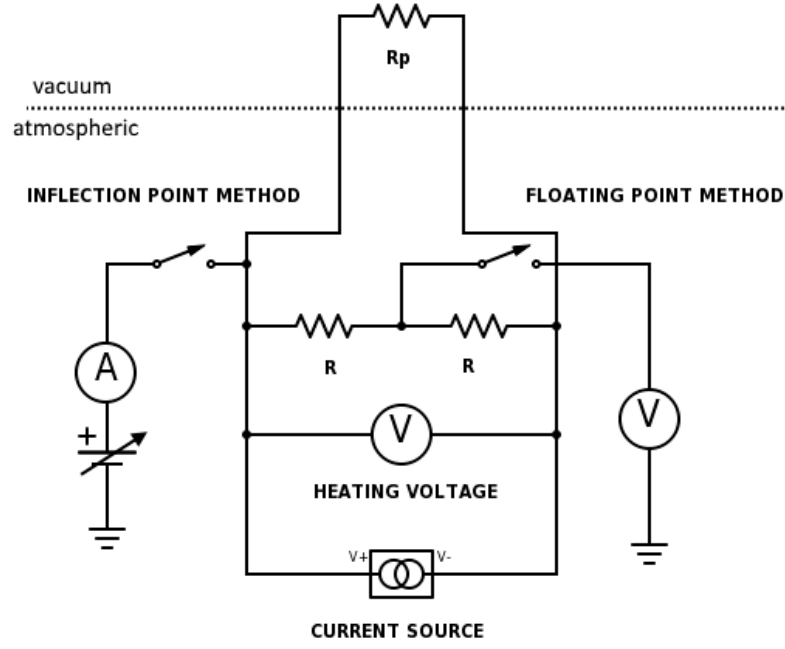 Rp
vacuum
atmospheric
INFLECTION POINT METHOD
FLOATING POINT METHOD
R
R
A
V
V
+
HEATING VOLTAGE
V+
V-
CURRENT SOURCE